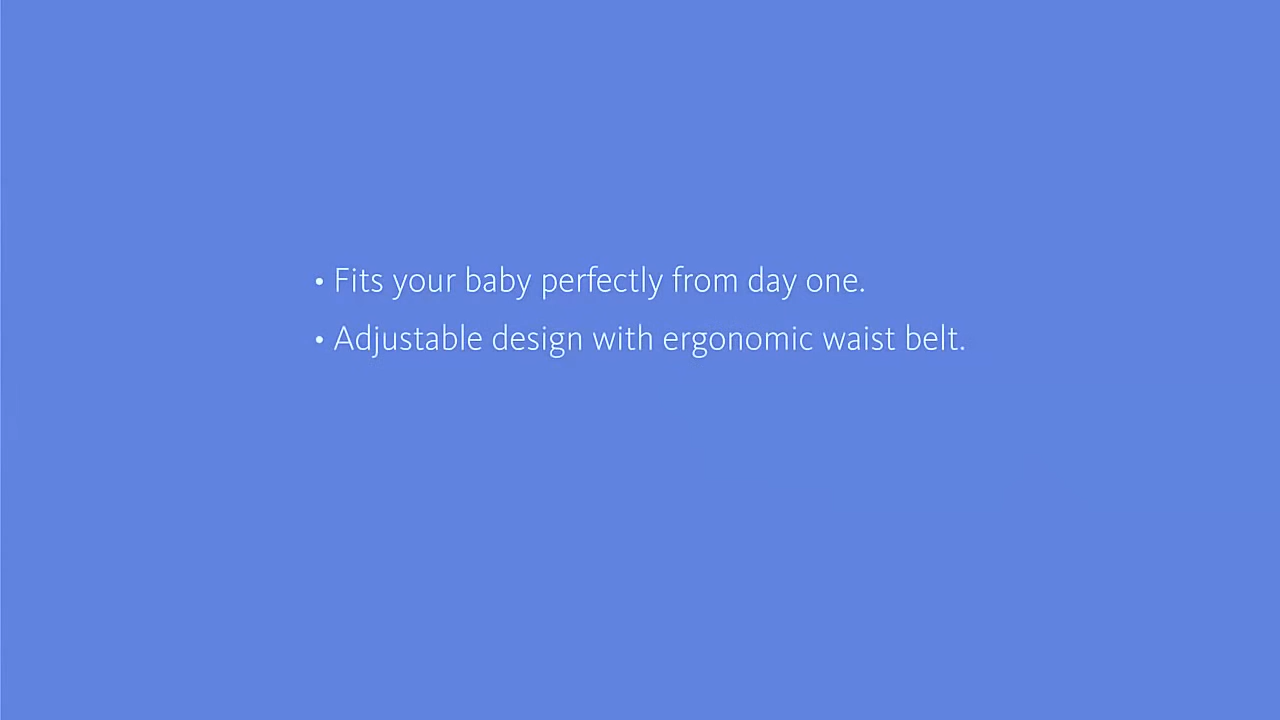 • Fits your baby perfectly from day one.
• Adjustable design with ergonomic waist belt.